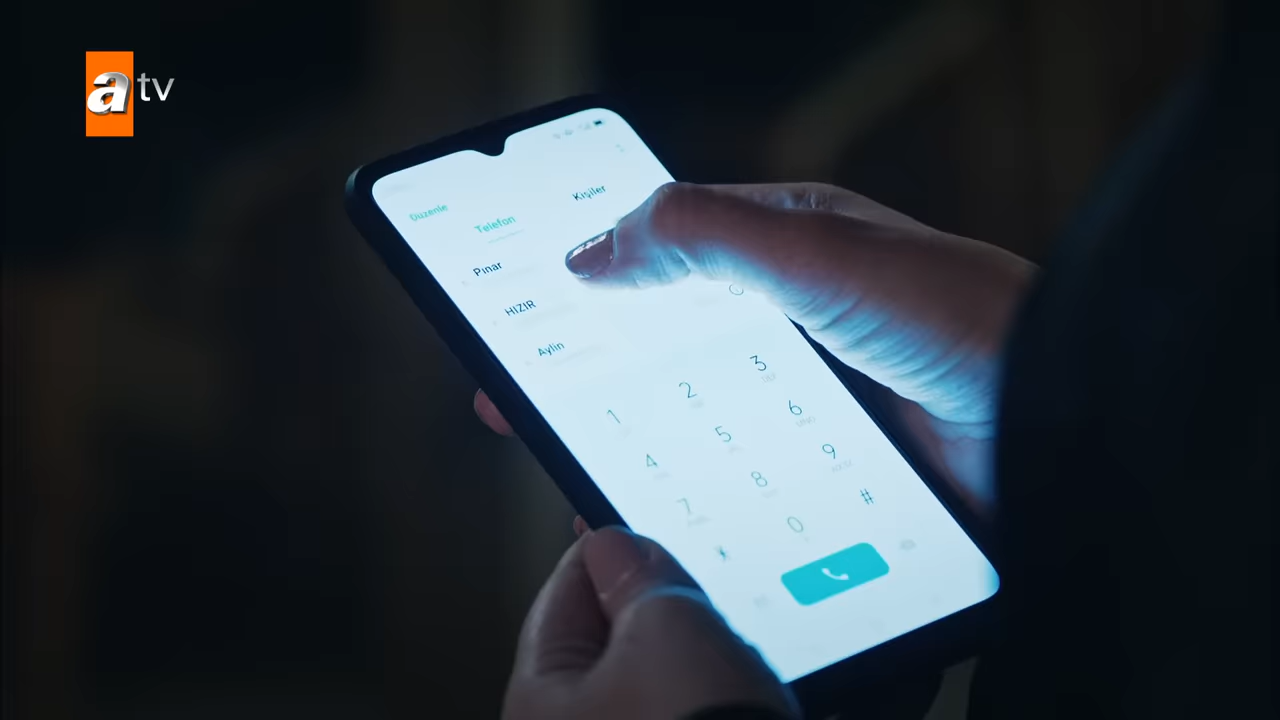 atv
Düzenle
Telefon
Kişiler
Pınar
HIZIR
Aylin
1
2
3
4
5
6
7
8
9
*
0
#